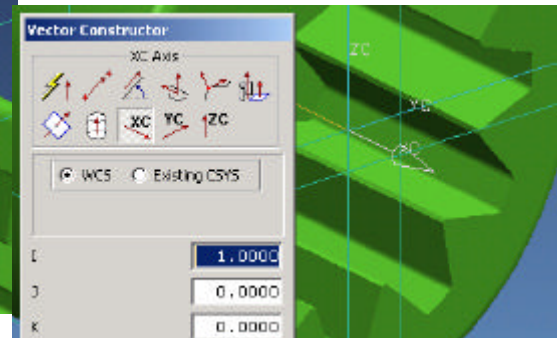 Vector Constructor
XC Axis
XC YC ZC
WCS Existing CSYS
I 1.0000
J 0.0000
K 0.0000
ZC
YC
XC